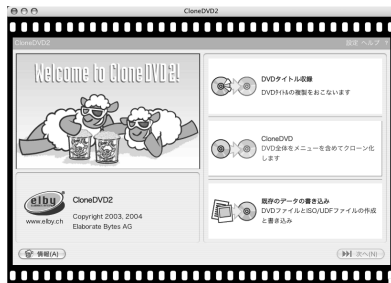 CloneDVD2
CloneDVD2
設定 ヘルプ ?
Welcome to CloneDVD2!
DVDタイトル収録
DVDタイトルの複製をおこないます
CloneDVD
DVD全体をメニューを含めてクローン化
します
既存のデータの書き込み
DVDファイルとISO/UDFファイルの作成
と書き込み
elby
www.elby.ch
CloneDVD2
Copyright 2003, 2004
Elaborate Bytes AG
情報(A)
次へ(N)